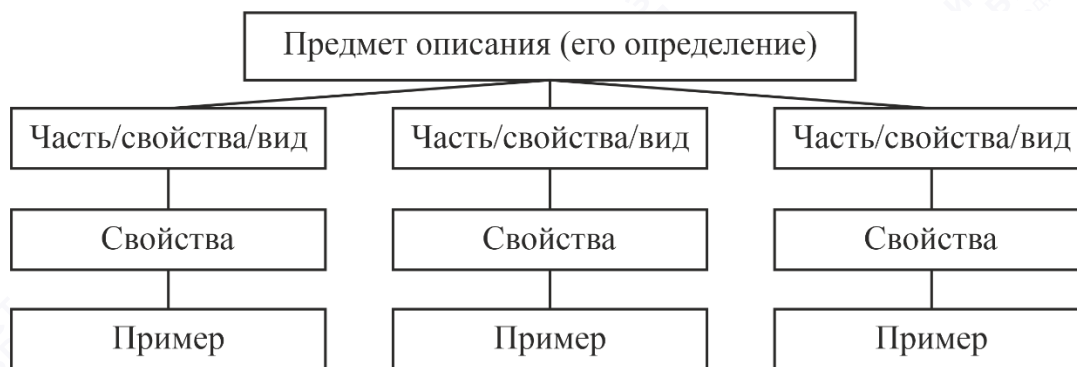 Предмет описания (его определение)
Часть/свойства/вид Часть/свойства/вид Часть/свойства/вид
Свойства Свойства Свойства
Пример Пример Пример